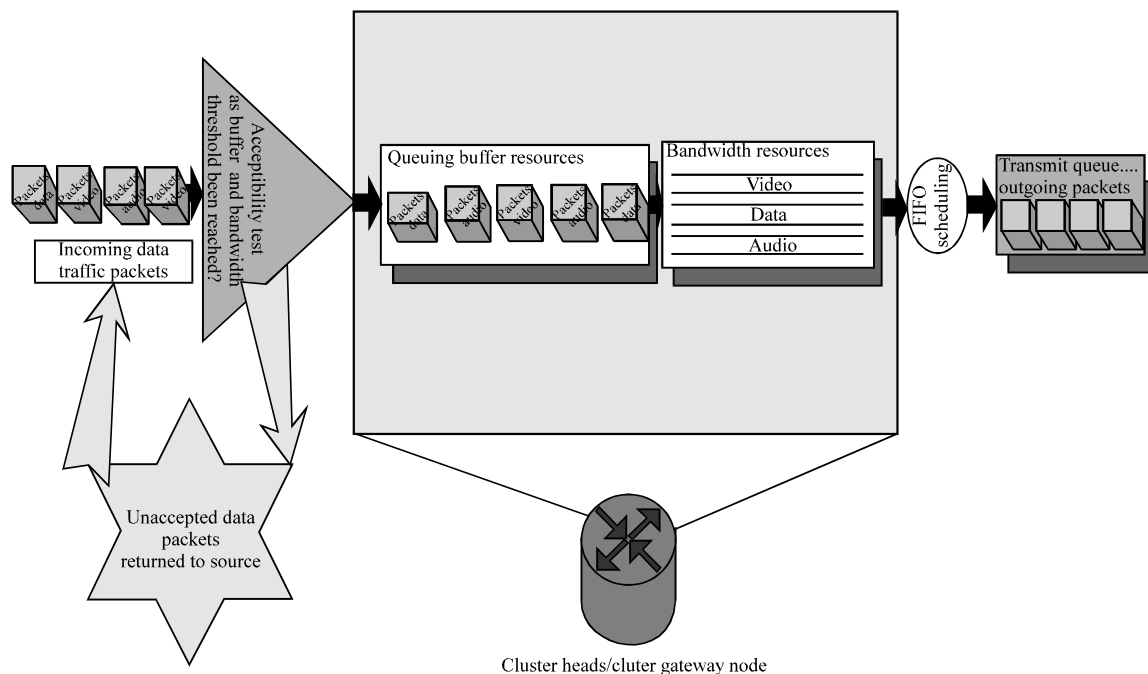 Packets data
Packets video
Packets audio
Packets video
Incoming data
traffic packets
Acceptibility test
as buffer and bandwidth
threshold been reached?
Queuing buffer resources
Packets data
Packets audio
Packets video
Packets audio
Packets data
Bandwidth resources
Video
Data
Audio
FIFO
scheduling
Transmit queue....
outgoing packets
Unaccepted data
packets
returned to source
Cluster heads/cluter gateway node